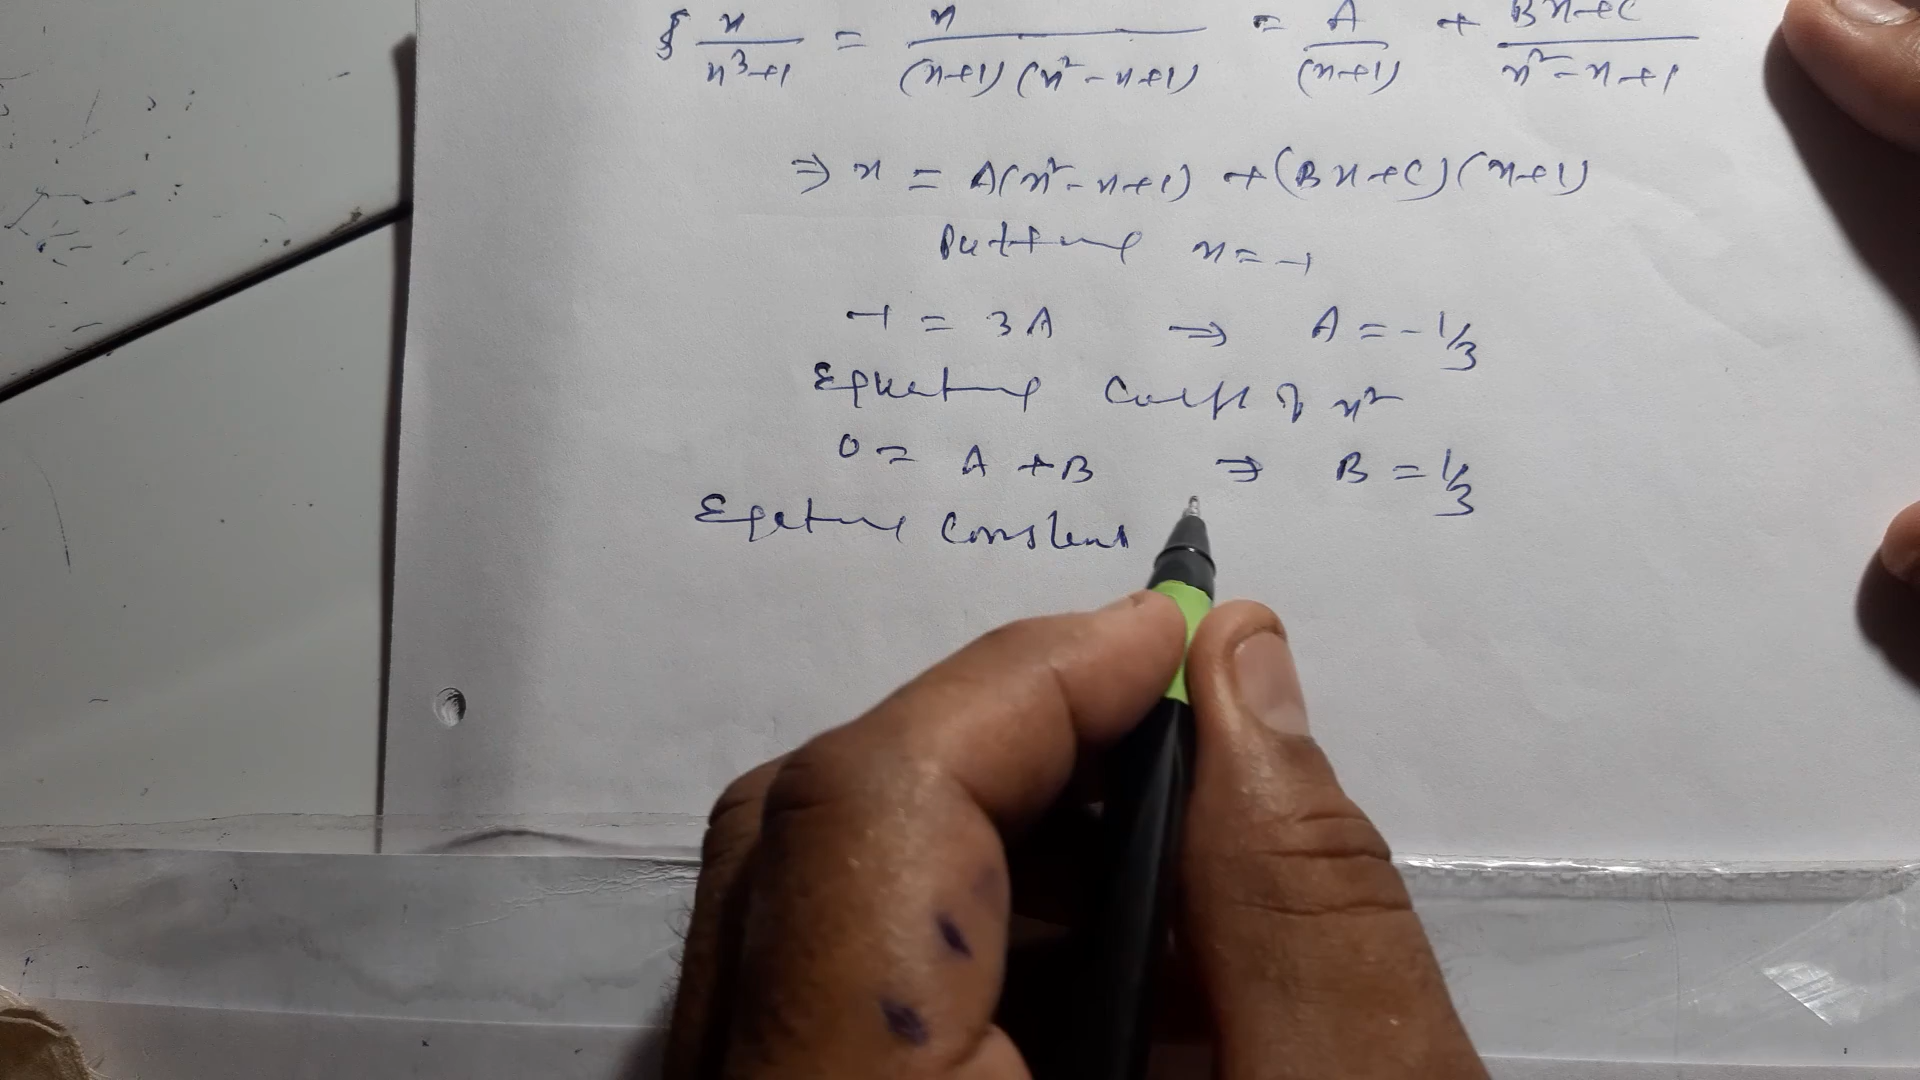 ∫ x/(x³+1) = x/((x+1)(x²-x+1)) = A/(x+1) + (Bx+C)/(x²-x+1)
⇒ x = A(x²-x+1) + (Bx+C)(x+1)
Putting x = -1
-1 = 3A ⇒ A = -1/3
Equating Coeff of x²
0 = A + B ⇒ B = 1/3
Equating Constant